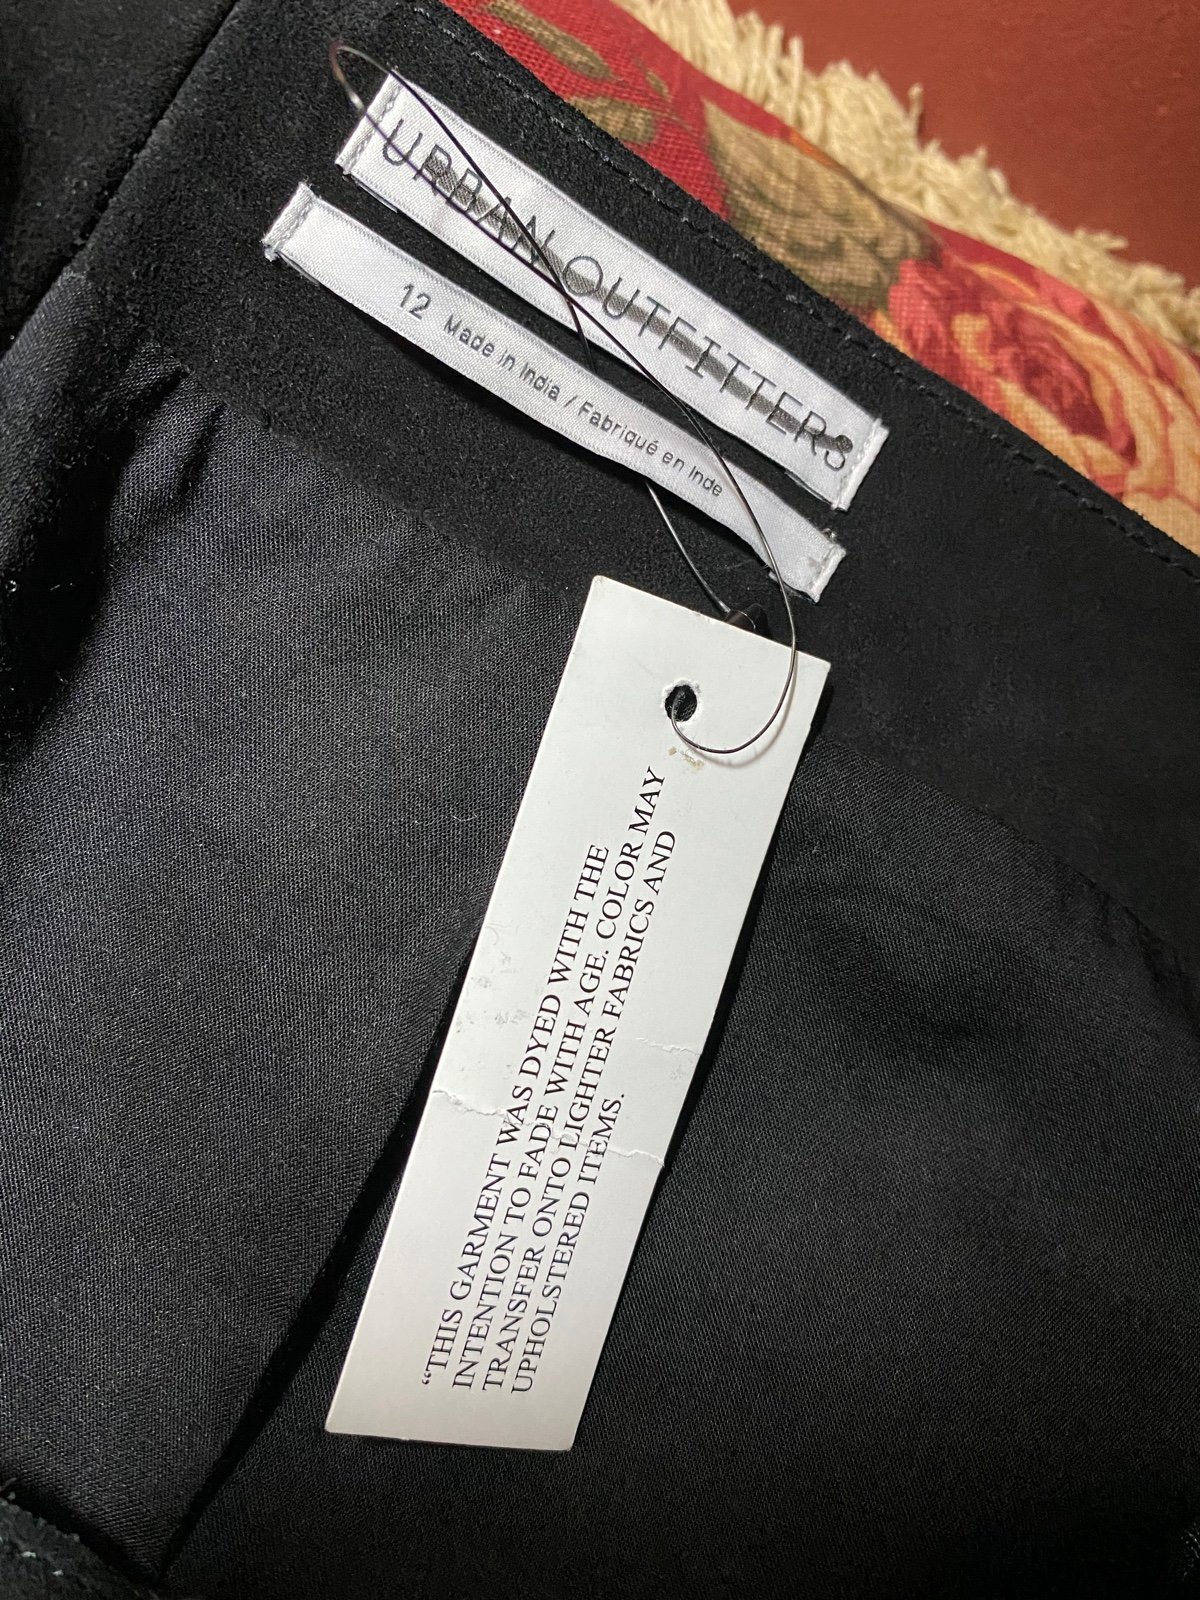 URBAN OUTFITTERS
12 Made in India / Fabriqué en Inde
“THIS GARMENT WAS DYED WITH THE
INTENTION TO FADE WITH AGE. COLOR MAY
TRANSFER ONTO LIGHTER FABRICS AND
UPHOLSTERED ITEMS.